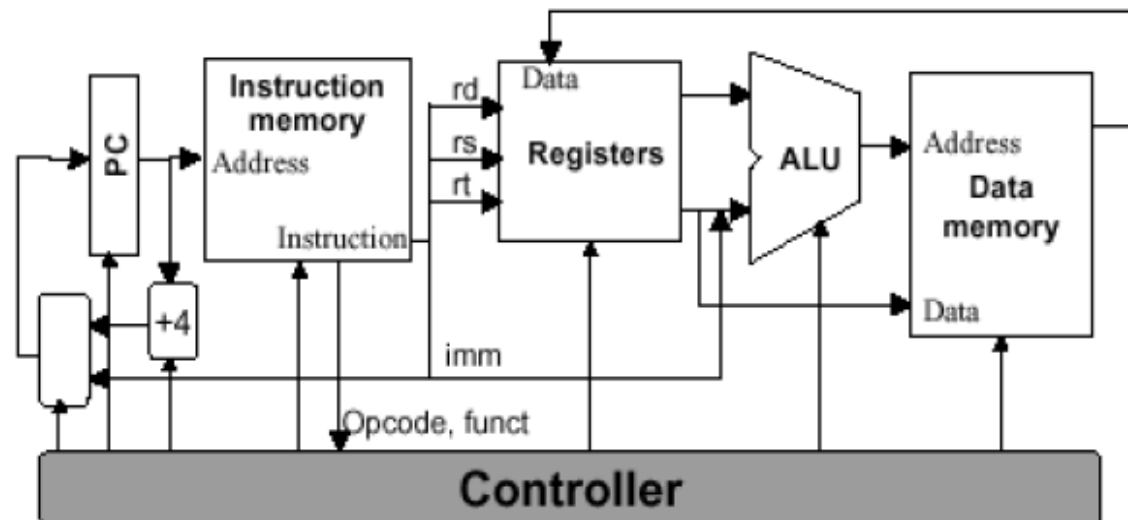 PC
Instruction
memory
Address
Instruction
+4
rd
rs
rt
imm
Opcode, funct
Data
Registers
ALU
Address
Data
memory
Data
Controller